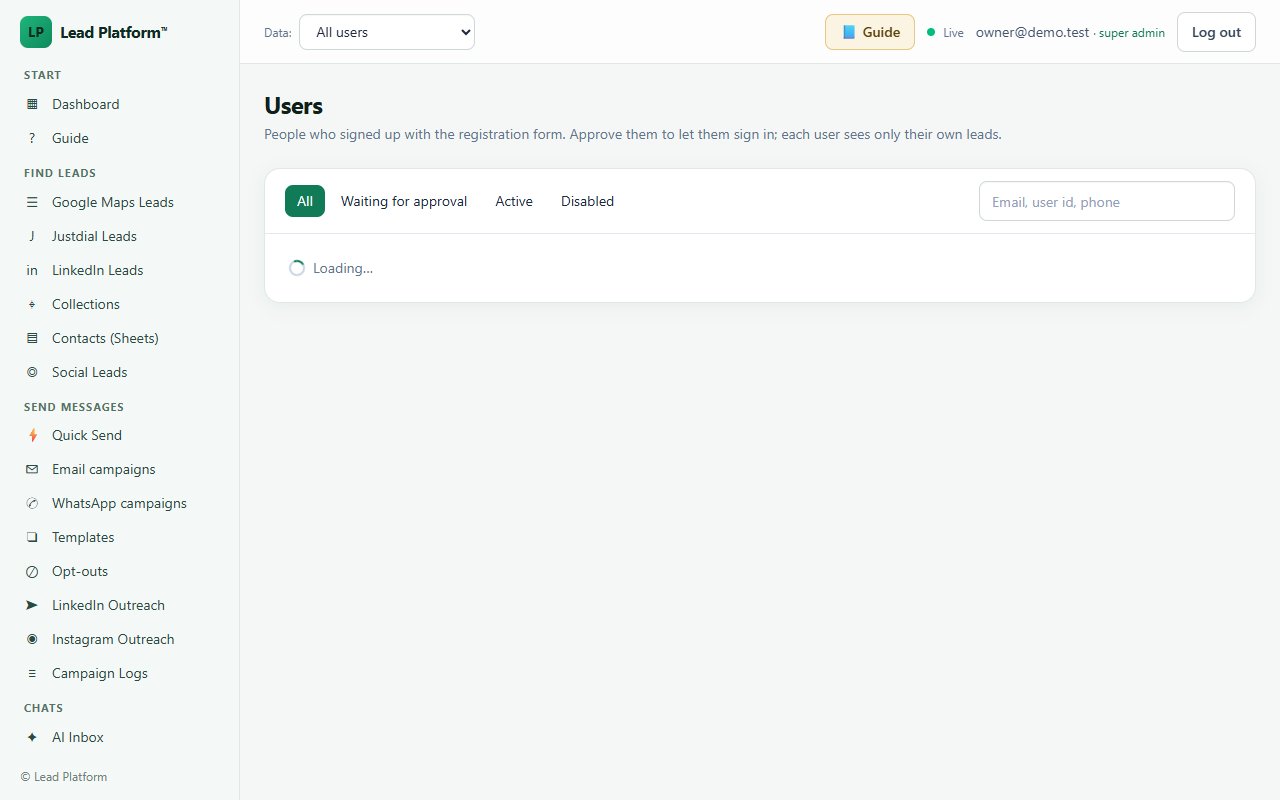 LP Lead Platform™
Data: All users
Guide
Live owner@demo.test · super admin
Log out
START
Dashboard
? Guide
FIND LEADS
Google Maps Leads
J Justdial Leads
in LinkedIn Leads
Collections
Contacts (Sheets)
Social Leads
SEND MESSAGES
Quick Send
Email campaigns
WhatsApp campaigns
Templates
Opt-outs
LinkedIn Outreach
Instagram Outreach
Campaign Logs
CHATS
AI Inbox
© Lead Platform
Users
People who signed up with the registration form. Approve them to let them sign in; each user sees only their own leads.
All Waiting for approval Active Disabled
Email, user id, phone
Loading...